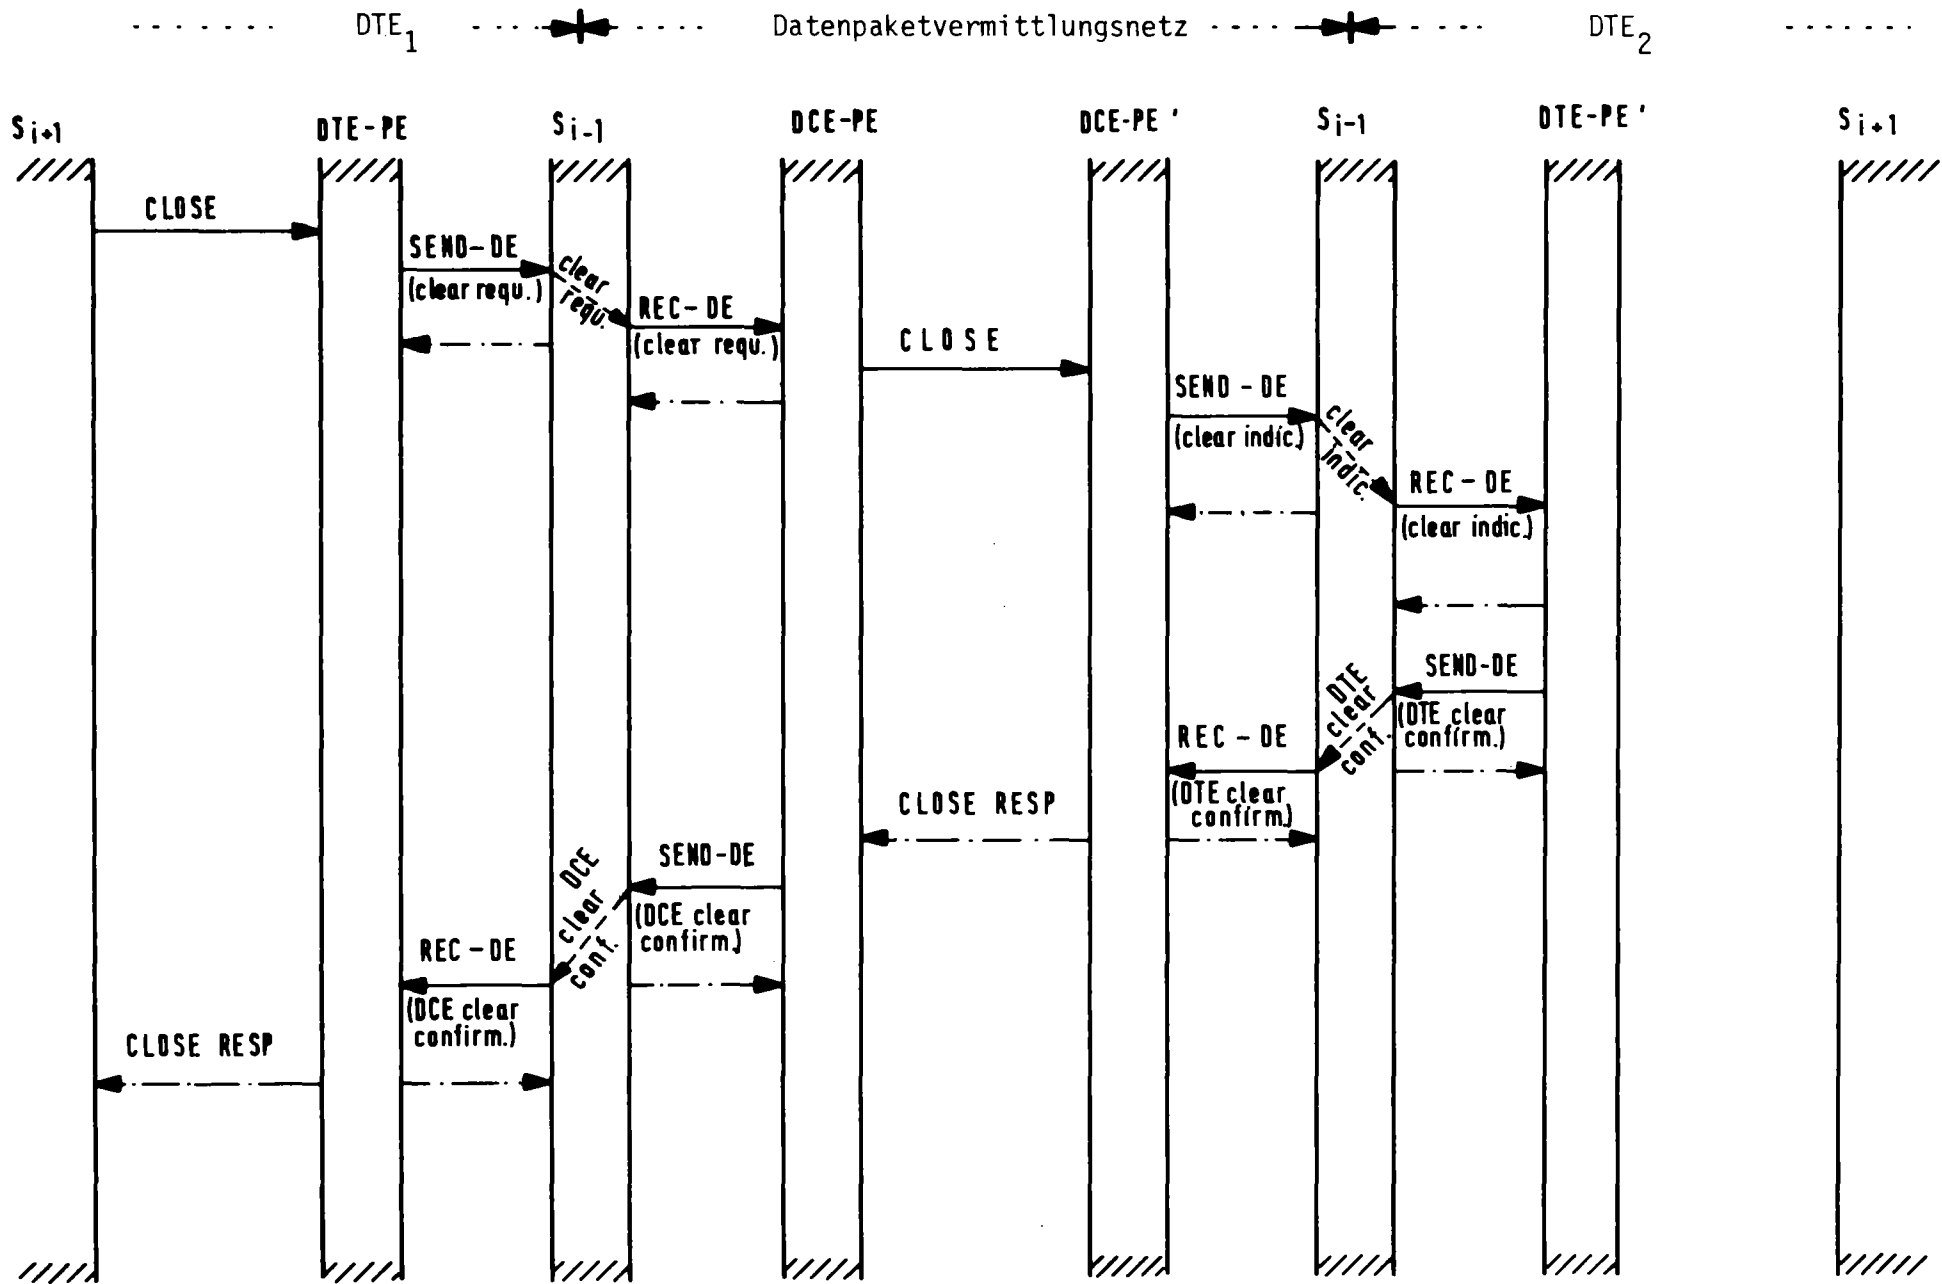 DTE1 Datenpaketvermittlungsnetz DTE2
Si+1 DTE-PE Si-1 DCE-PE DCE-PE' Si-1 DTE-PE' Si+1
CLOSE
SEND-DE
(clear requ.)
clear
requ.
REC-DE
(clear requ.)
CLOSE
SEND-DE
(clear indic.)
clear
indic.
REC-DE
(clear indic.)
SEND-DE
(DTE clear
confirm.)
DTE
clear
conf.
REC-DE
(DTE clear
confirm.)
CLOSE RESP
SEND-DE
(DCE clear
confirm.)
DCE
clear
conf.
REC-DE
(DCE clear
confirm.)
CLOSE RESP